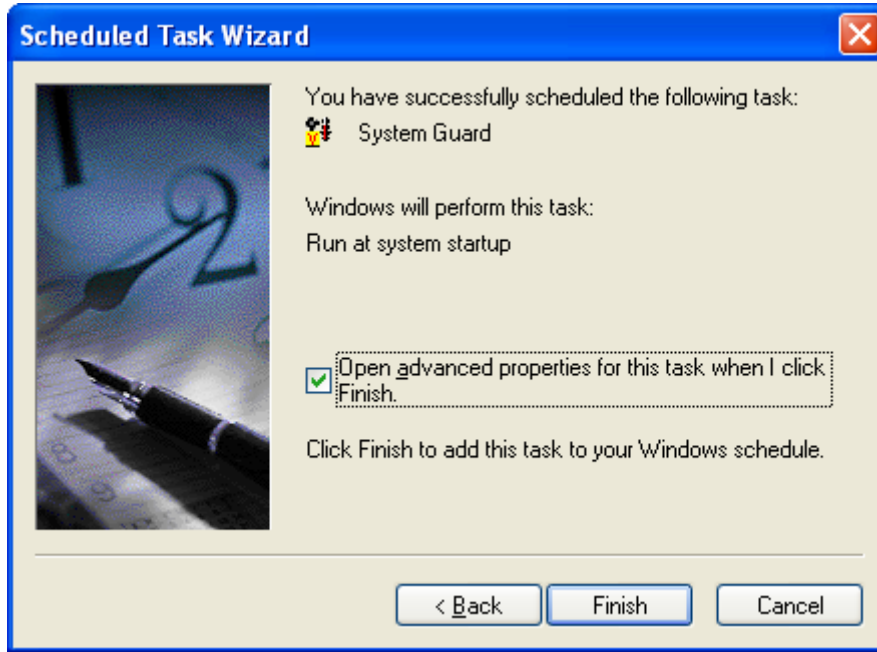 Scheduled Task Wizard
You have successfully scheduled the following task:
System Guard
Windows will perform this task:
Run at system startup
Open advanced properties for this task when I click
Finish.
Click Finish to add this task to your Windows schedule.
< Back Finish Cancel